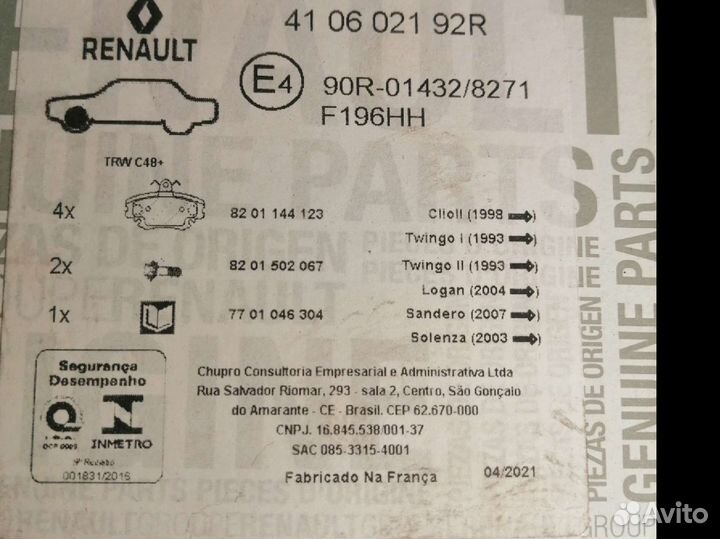 RENAULT
41 06 021 92R
E4
90R-01432/8271
F196HH
TRW C48+
4x
82 01 144 123
ClioII (1998
Twingo I (1993
2x
82 01 502 067
Twingo II (1993
Logan (2004
1x
77 01 046 304
Sandero (2007
Solenza (2003
Segurança
Desempenho
INMETRO
001831/2016
Chupro Consultoria Empresarial e Administrativa Ltda
Rua Salvador Riomar, 293 - sala 2, Centro, São Gonçalo
do Amarante - CE - Brasil. CEP 62.670-000
CNPJ. 16.845.538/001-37
SAC 085-3315-4001
Fabricado Na França
04/2021
PIEZAS DE ORIGEN
GENUINE PARTS
GROUP
Avito